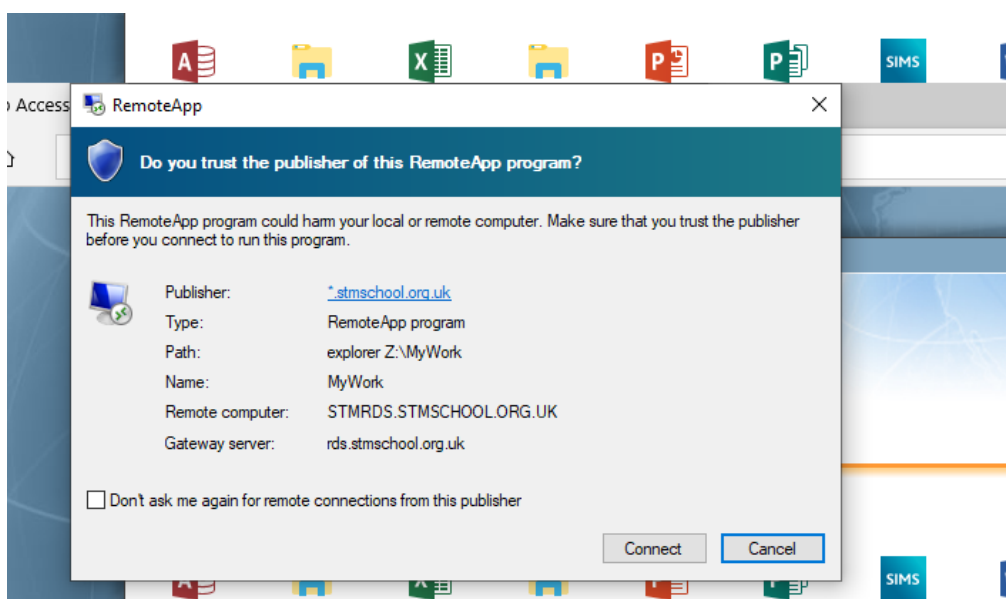 A
X
P
P
SIMS
Access
RemoteApp
Do you trust the publisher of this RemoteApp program?
This RemoteApp program could harm your local or remote computer. Make sure that you trust the publisher
before you connect to run this program.
Publisher: *.stmschool.org.uk
Type: RemoteApp program
Path: explorer Z:\MyWork
Name: MyWork
Remote computer: STMRDS.STMSCHOOL.ORG.UK
Gateway server: rds.stmschool.org.uk
Don't ask me again for remote connections from this publisher
Connect Cancel
SIMS